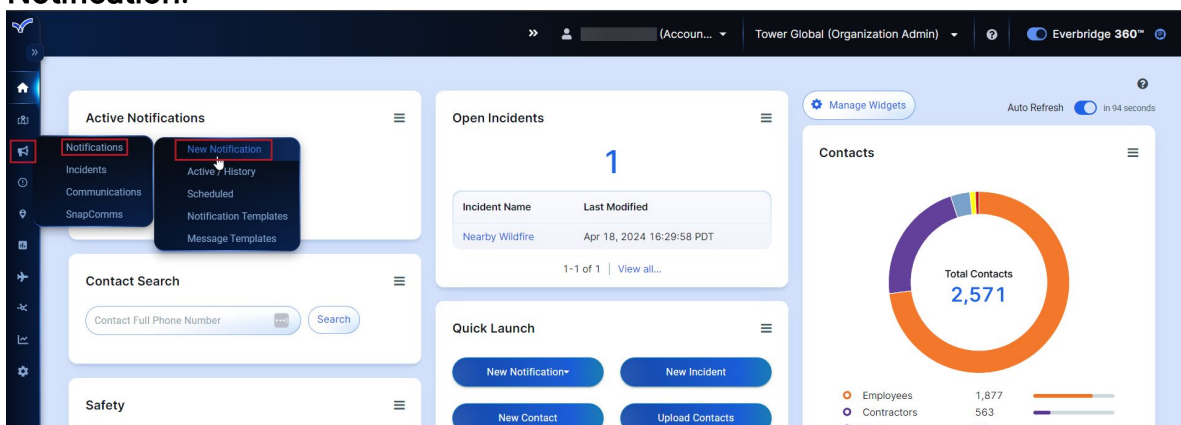 Notification.
(Accoun...
Tower Global (Organization Admin)
Everbridge 360™
Manage Widgets
Auto Refresh
in 94 seconds
Active Notifications
Notifications
Incidents
Communications
SnapComms
New Notification
Active / History
Scheduled
Notification Templates
Message Templates
Contact Search
Contact Full Phone Number
Search
Safety
Open Incidents
1
Incident Name Last Modified
Nearby Wildfire Apr 18, 2024 16:29:58 PDT
1-1 of 1 | View all...
Quick Launch
New Notification
New Incident
New Contact
Upload Contacts
Contacts
Total Contacts
2,571
Employees 1,877
Contractors 563